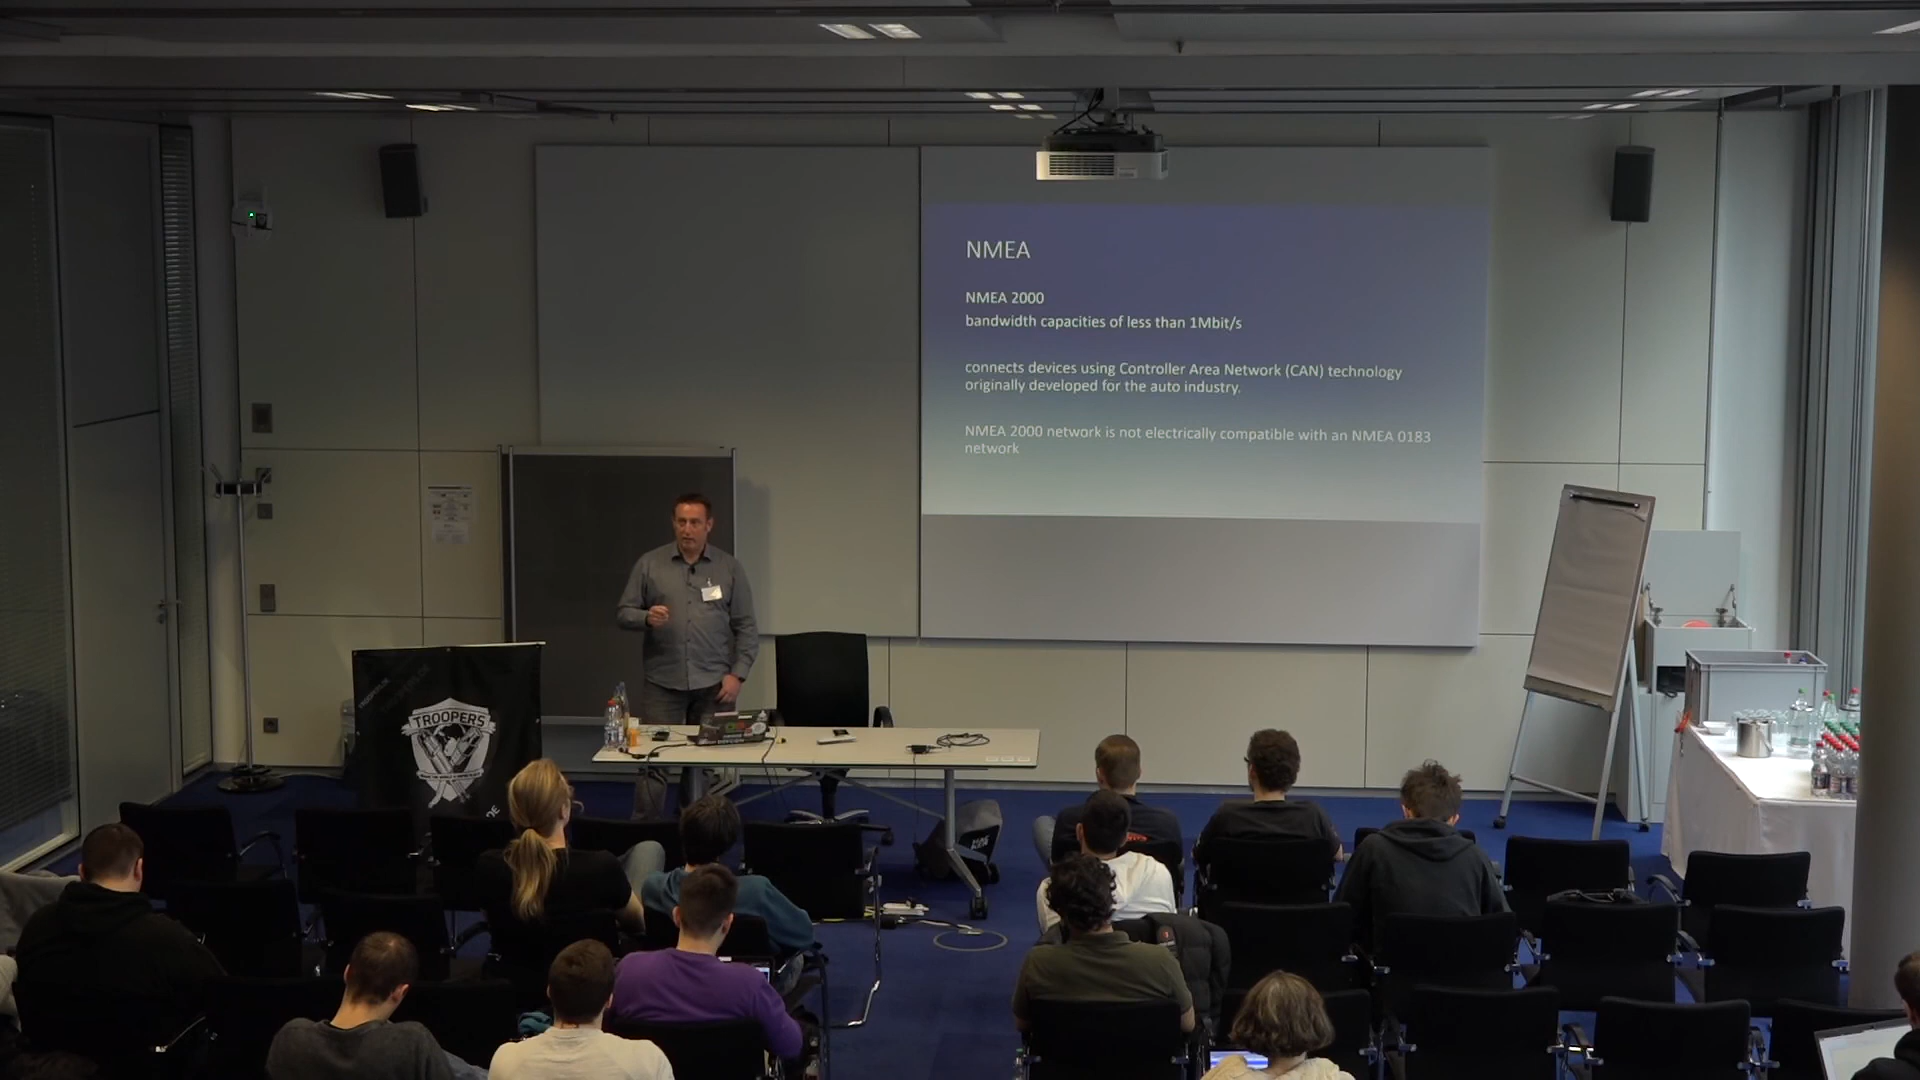 NMEA
NMEA 2000
bandwidth capacities of less than 1Mbit/s
connects devices using Controller Area Network (CAN) technology
originally developed for the auto industry.
NMEA 2000 network is not electrically compatible with an NMEA 0183
network
TROOPERS